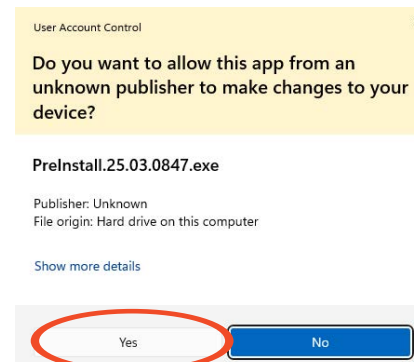 User Account Control
Do you want to allow this app from an
unknown publisher to make changes to your
device?
PreInstall.25.03.0847.exe
Publisher: Unknown
File origin: Hard drive on this computer
Show more details
Yes
No